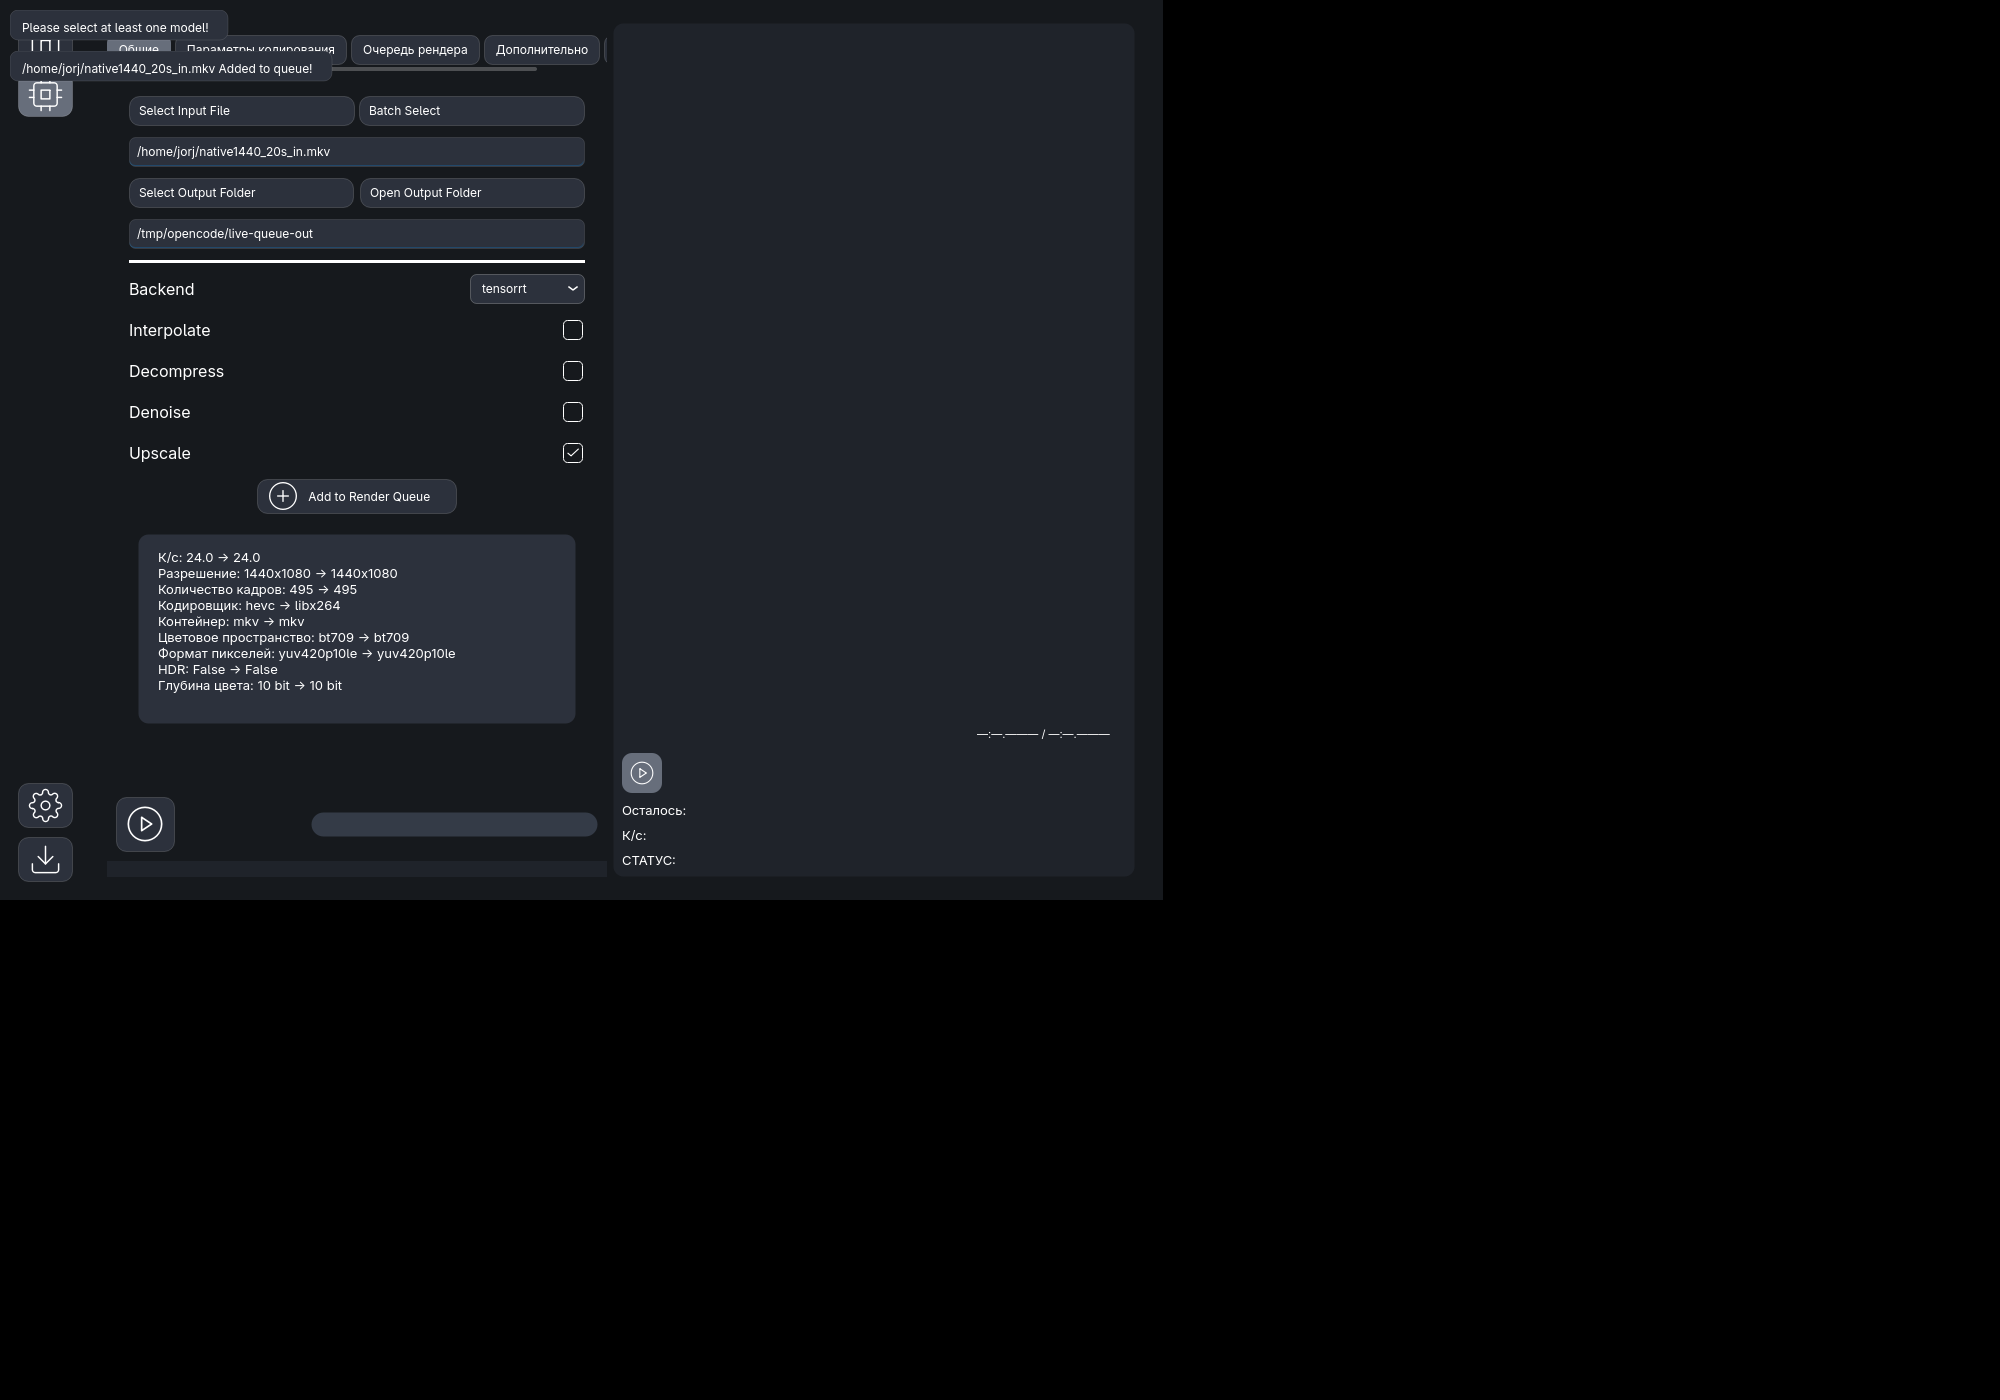 Please select at least one model!
Общие
Параметры кодирования
Очередь рендера
Дополнительно
/home/jorj/native1440_20s_in.mkv Added to queue!
Select Input File
Batch Select
/home/jorj/native1440_20s_in.mkv
Select Output Folder
Open Output Folder
/tmp/opencode/live-queue-out
Backend
tensorrt
Interpolate
Decompress
Denoise
Upscale
Add to Render Queue
К/с: 24.0 → 24.0
Разрешение: 1440x1080 → 1440x1080
Количество кадров: 495 → 495
Кодировщик: hevc → libx264
Контейнер: mkv → mkv
Цветовое пространство: bt709 → bt709
Формат пикселей: yuv420p10le → yuv420p10le
HDR: False → False
Глубина цвета: 10 bit → 10 bit
—:—.——— / —:—.———
Осталось:
К/с:
СТАТУС: